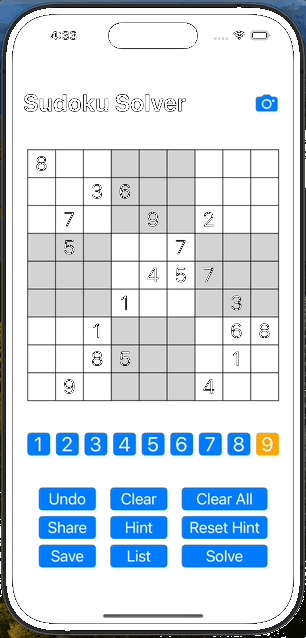 4:33
Sudoku Solver
8
3 6
7 9 2
5 7
4 5 7
1 3
1 6 8
8 5 1
9 4
1 2 3 4 5 6 7 8 9
Undo Clear Clear All
Share Hint Reset Hint
Save List Solve